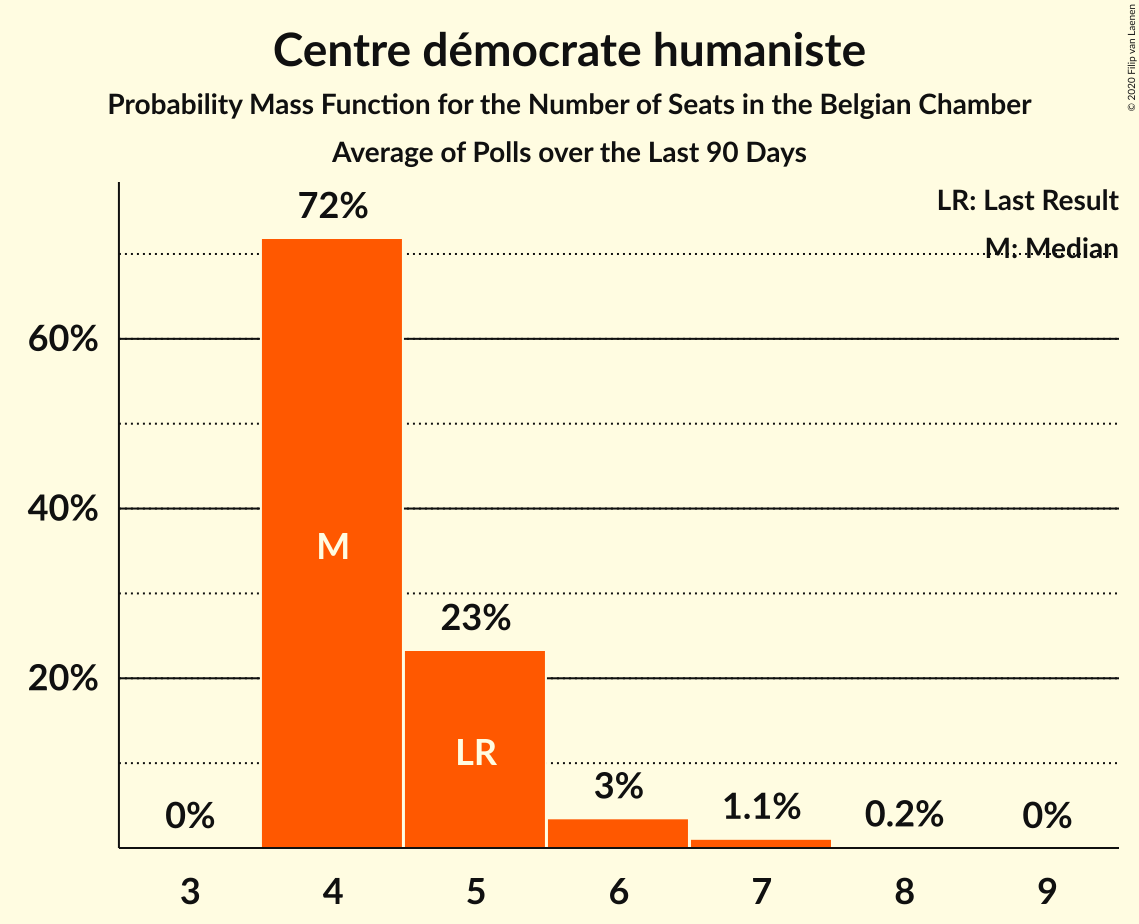 Centre démocrate humaniste
Probability Mass Function for the Number of Seats in the Belgian Chamber
Average of Polls over the Last 90 Days
© 2020 Filip van Laenen
LR: Last Result
M: Median
72%
60%
40%
M
23%
20%
LR
0%
3%
1.1%
0.2%
0%
3 4 5 6 7 8 9